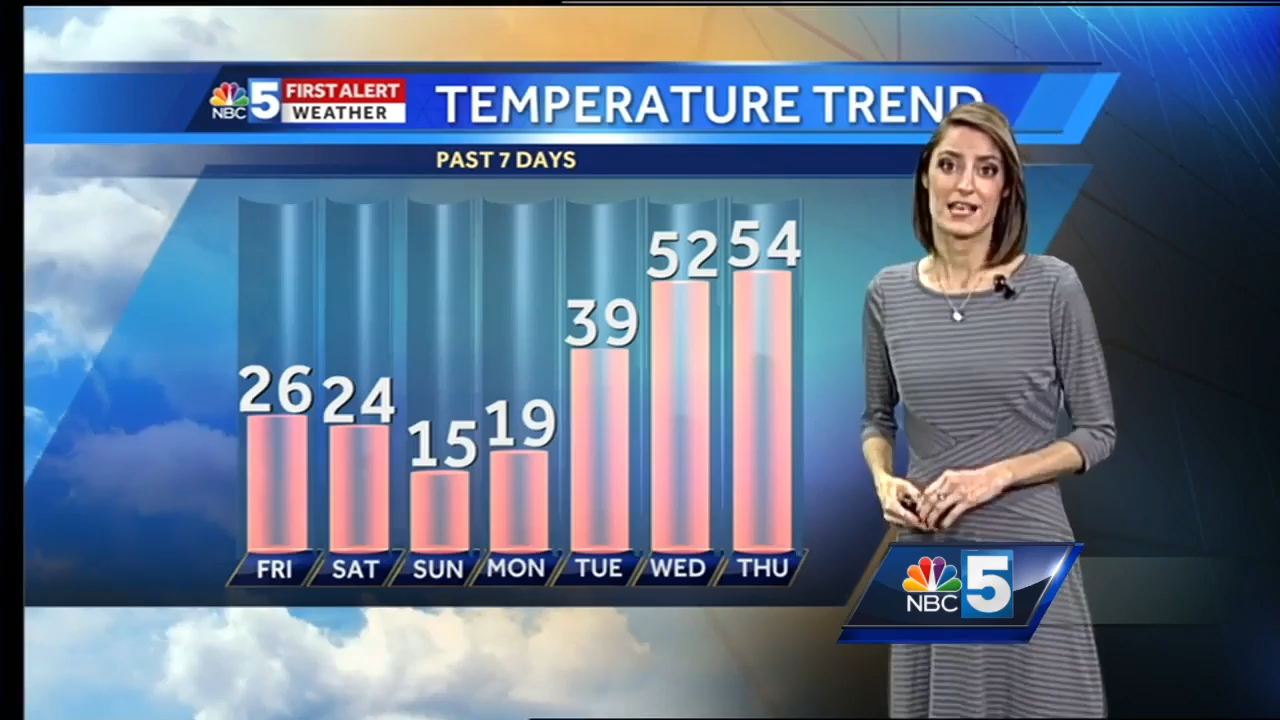 NBC 5 FIRST ALERT WEATHER
TEMPERATURE TREND
PAST 7 DAYS
26 24 15 19 39 52 54
FRI SAT SUN MON TUE WED THU
NBC 5